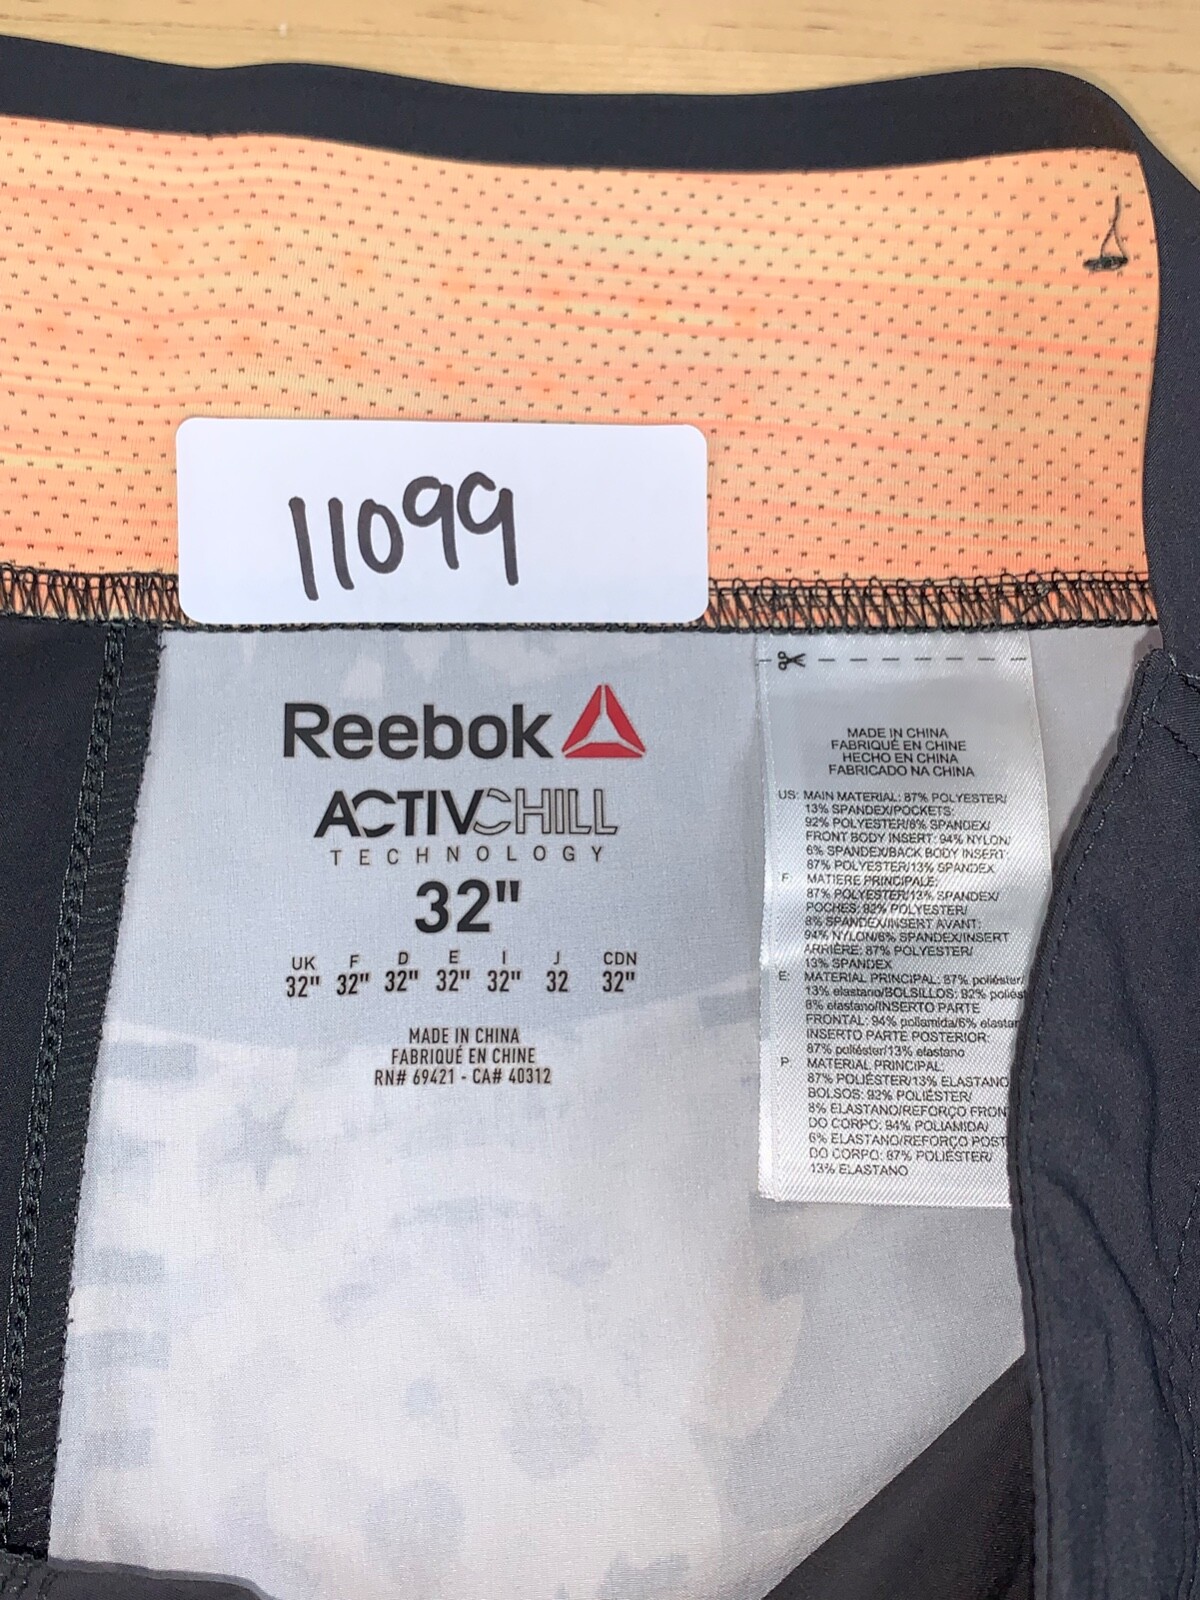 11099
Reebok
ACTIVCHILL
TECHNOLOGY
32"
UK F D E I J CDN
32" 32" 32" 32" 32" 32 32"
MADE IN CHINA
FABRIQUÉ EN CHINE
RN# 69421 - CA# 40312
MADE IN CHINA
FABRIQUÉ EN CHINE
HECHO EN CHINA
FABRICADO NA CHINA
US: MAIN MATERIAL: 87% POLYESTER/
13% SPANDEX/POCKETS:
92% POLYESTER/8% SPANDEX/
FRONT BODY INSERT: 94% NYLON/
6% SPANDEX/BACK BODY INSERT:
87% POLYESTER/13% SPANDEX
F: MATIERE PRINCIPALE:
87% POLYESTER/13% SPANDEX/
POCHES: 92% POLYESTER/
8% SPANDEX/INSERT AVANT:
94% NYLON/6% SPANDEX/INSERT
ARRIÈRE: 87% POLYESTER/
13% SPANDEX
E: MATERIAL PRINCIPAL: 87% poliéster/
13% elastano/BOLSILLOS: 92% poliés
8% elastano/INSERTO PARTE
FRONTAL: 94% poliamida/6% elastan
INSERTO PARTE POSTERIOR:
87% poliéster/13% elastano
P: MATERIAL PRINCIPAL:
87% POLIÉSTER/13% ELASTANO
BOLSOS: 92% POLIÉSTER/
8% ELASTANO/REFORÇO FRON
DO CORPO: 94% POLIAMIDA/
6% ELASTANO/REFORÇO POST
DO CORPO: 87% POLIÉSTER/
13% ELASTANO